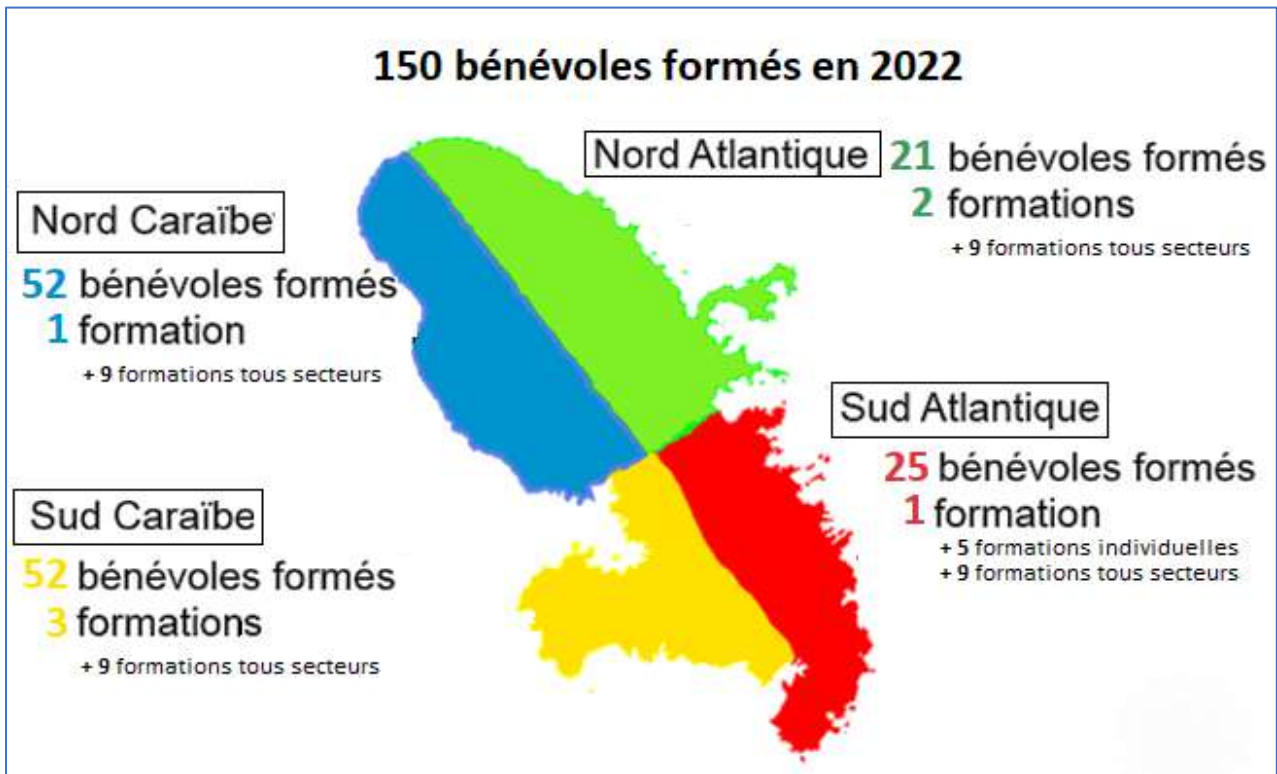 150 bénévoles formés en 2022
Nord Atlantique
21 bénévoles formés
2 formations
+ 9 formations tous secteurs
Nord Caraïbe
52 bénévoles formés
1 formation
+ 9 formations tous secteurs
Sud Atlantique
25 bénévoles formés
1 formation
+ 5 formations individuelles
+ 9 formations tous secteurs
Sud Caraïbe
52 bénévoles formés
3 formations
+ 9 formations tous secteurs